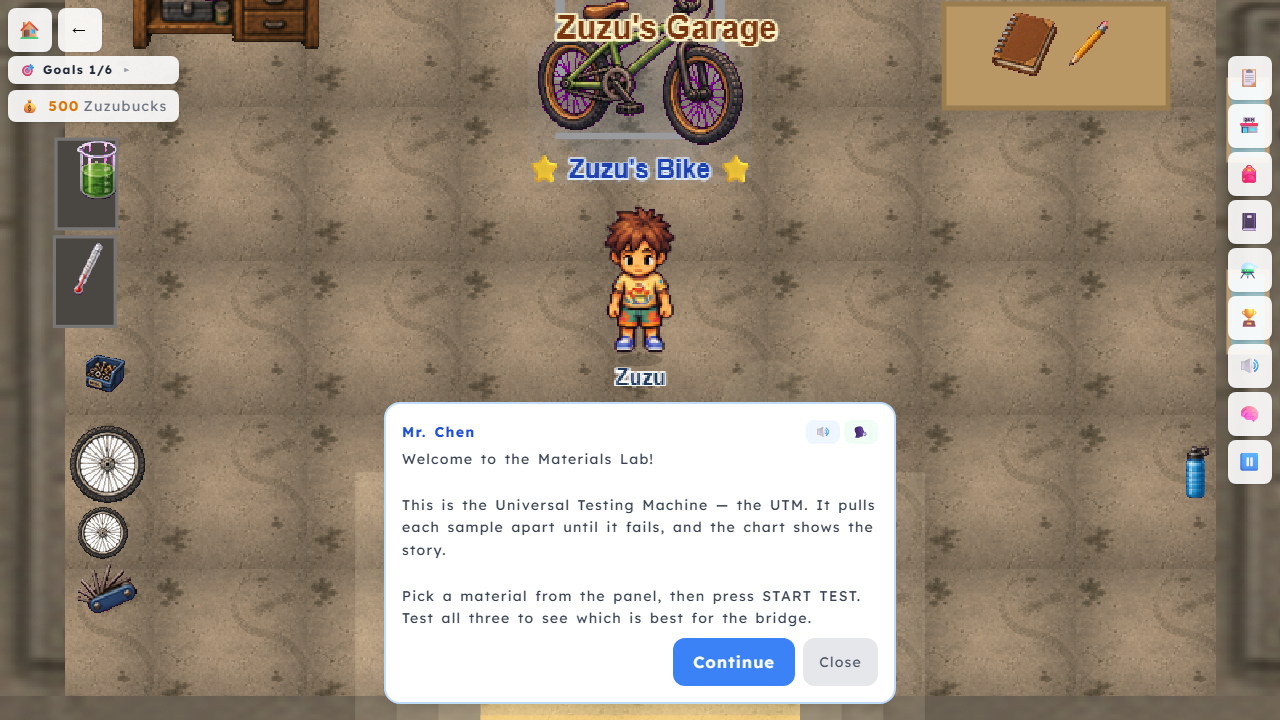 Zuzu's Garage
←
Goals 1/6 ▸
500 Zuzubucks
Zuzu's Bike
Zuzu
Mr. Chen
Welcome to the Materials Lab!
This is the Universal Testing Machine — the UTM. It pulls
each sample apart until it fails, and the chart shows the
story.
Pick a material from the panel, then press START TEST.
Test all three to see which is best for the bridge.
Continue
Close